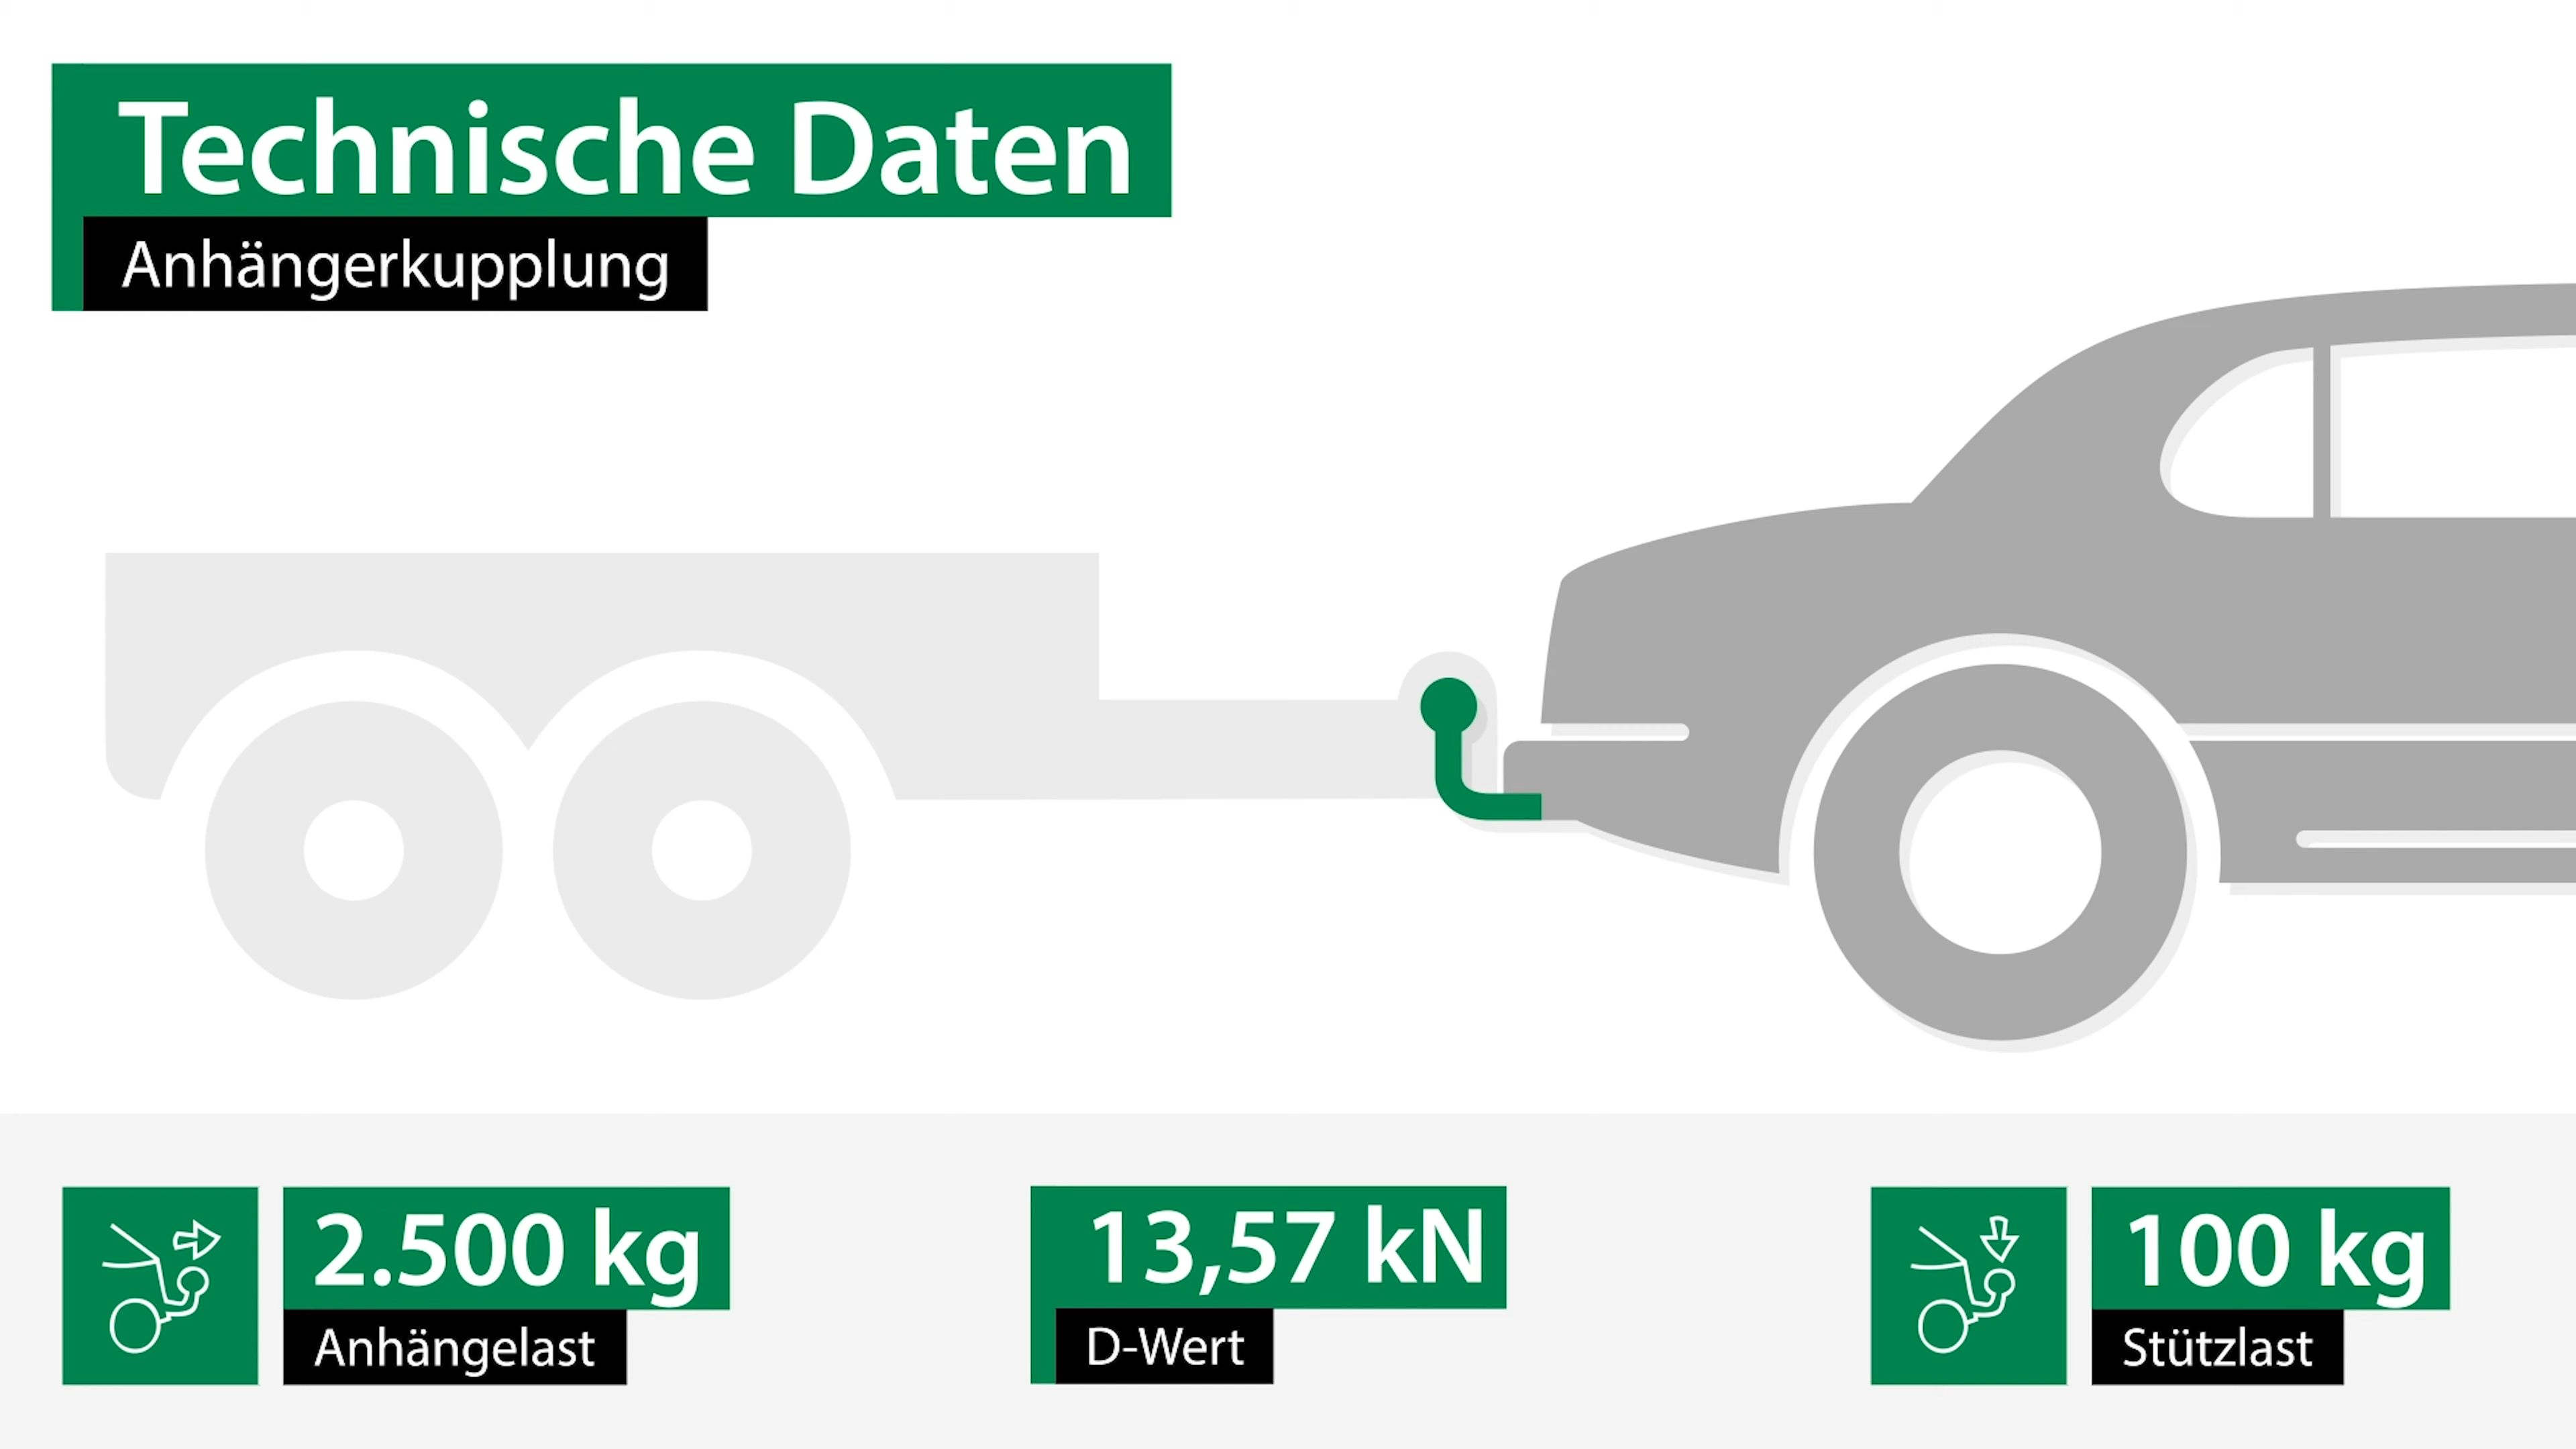 Technische Daten
Anhängerkupplung
2.500 kg
Anhängelast
13,57 kN
D-Wert
100 kg
Stützlast